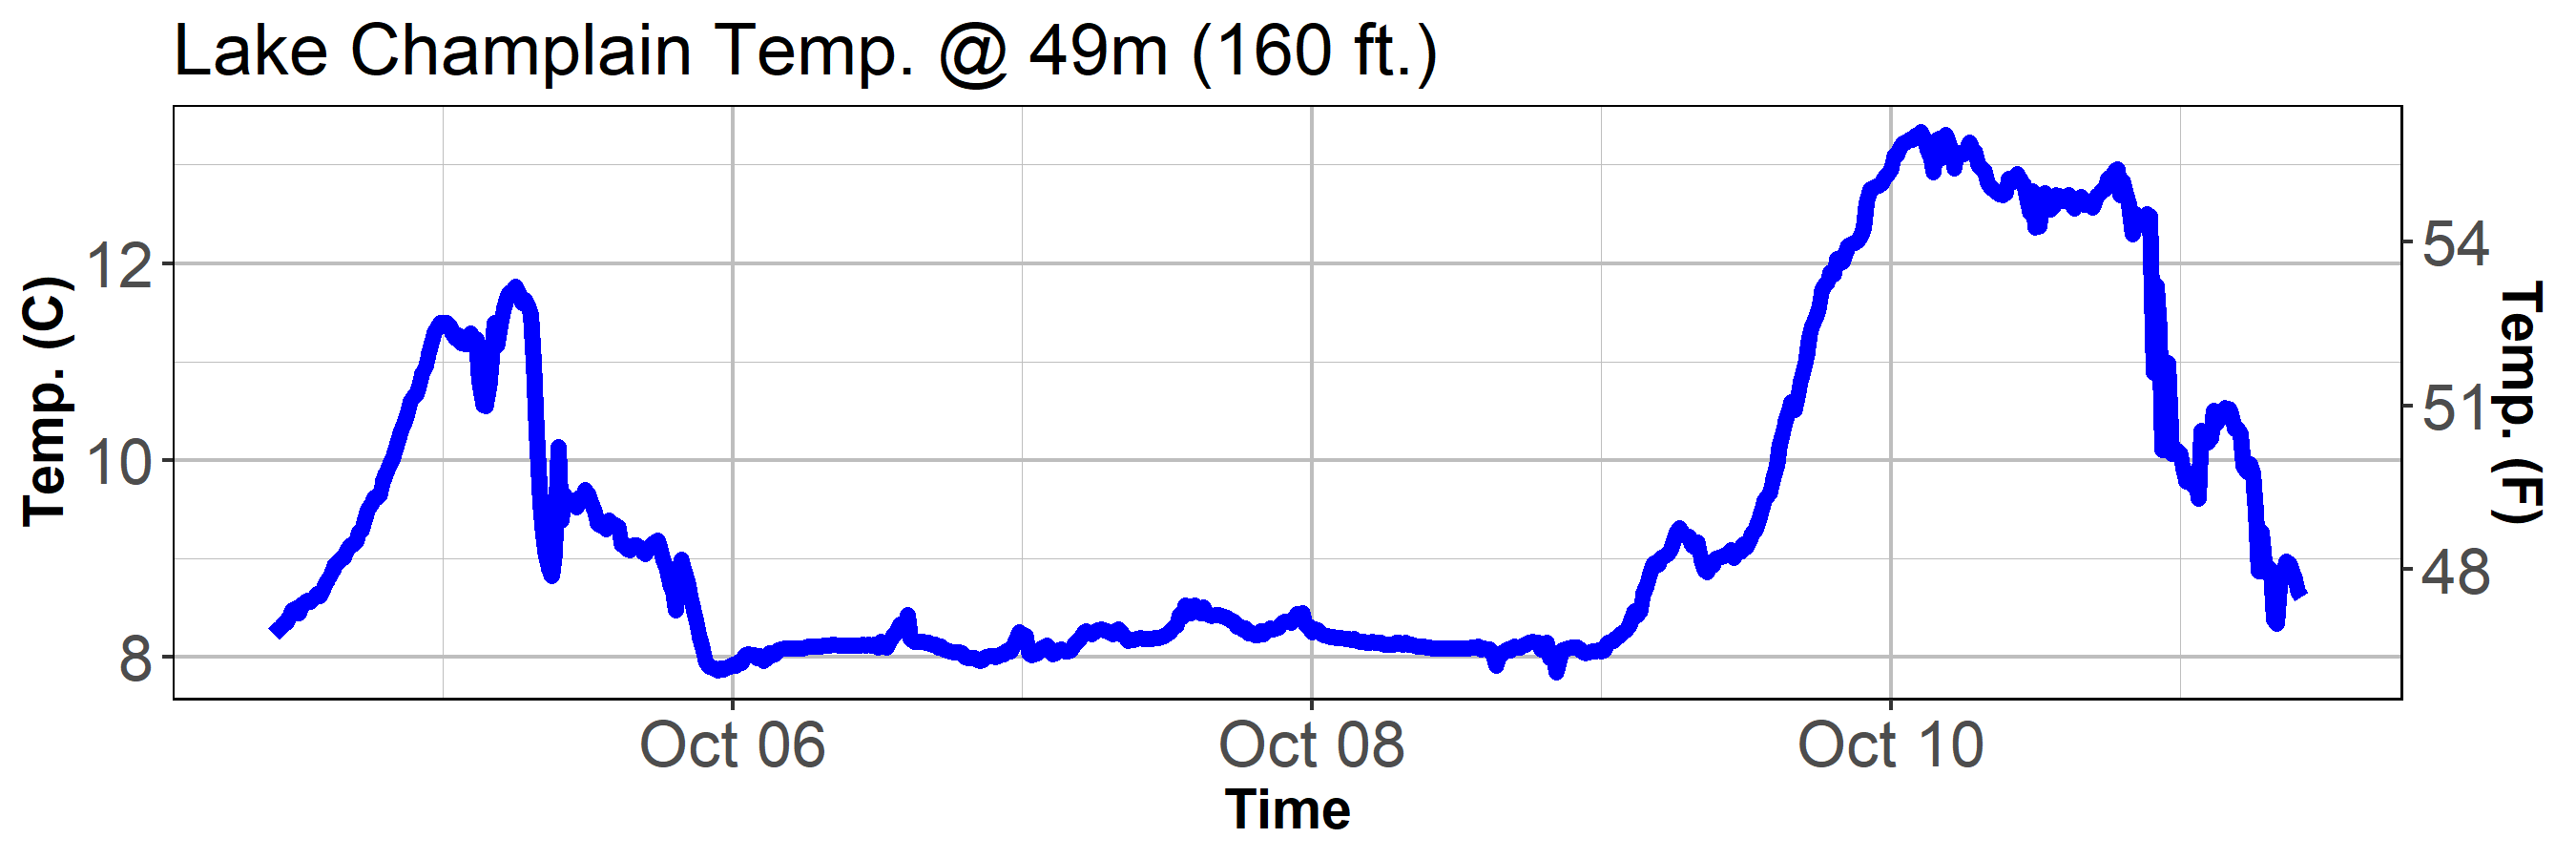 Lake Champlain Temp. @ 49m (160 ft.)
Temp. (C)
12
10
8
54
51
48
Temp. (F)
Oct 06 Oct 08 Oct 10
Time